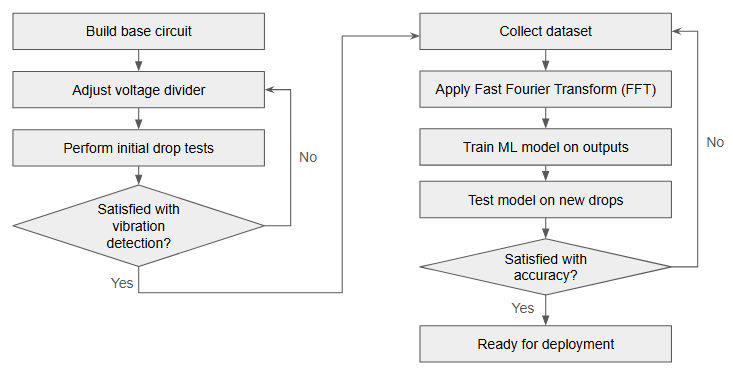 Build base circuit
Adjust voltage divider
Perform initial drop tests
No
Satisfied with
vibration
detection?
Yes
Collect dataset
Apply Fast Fourier Transform (FFT)
Train ML model on outputs
No
Test model on new drops
Satisfied with
accuracy?
Yes
Ready for deployment